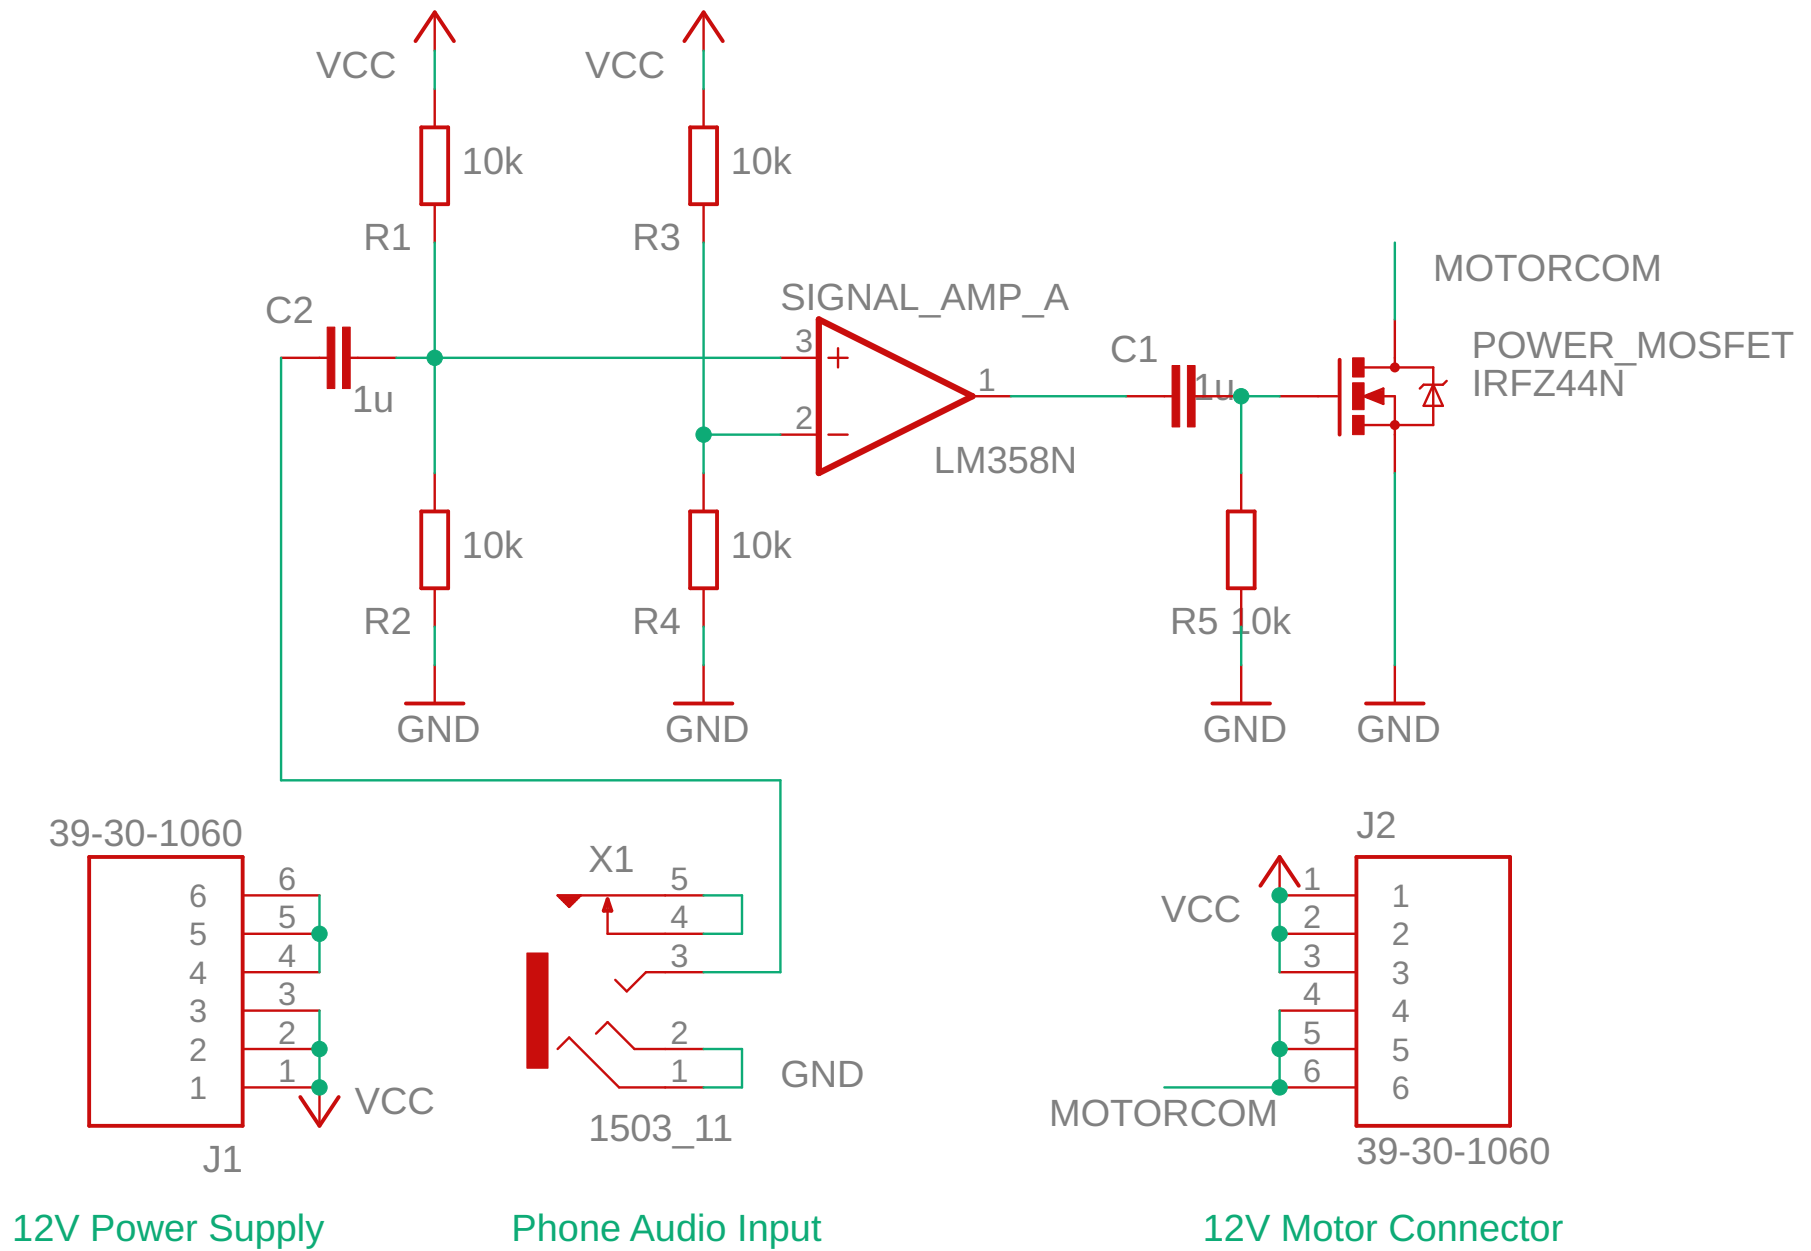 VCC
VCC
10k
10k
R1
R3
MOTORCOM
C2
SIGNAL_AMP_A
3
C1
POWER_MOSFET
1
IRFZ44N
1u
1u
2
LM358N
10k
10k
R2
R4
R5 10k
GND
GND
GND
GND
39-30-1060
J2
X1
6 6
5
1 1
VCC
5 5
4
2 2
4 4
3
3 3
3 3
4 4
2 2
2
5 5
1 1
1
GND
6 6
VCC
MOTORCOM
1503_11
39-30-1060
J1
12V Power Supply
Phone Audio Input
12V Motor Connector